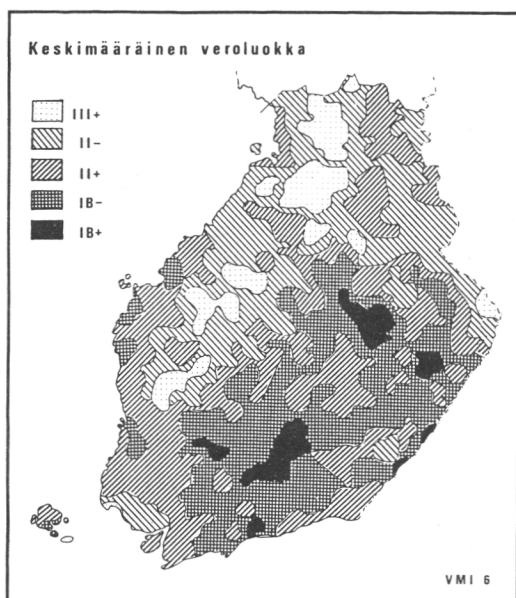 Keskimääräinen veroluokka
III+
II-
II+
IB-
IB+
VMI 6